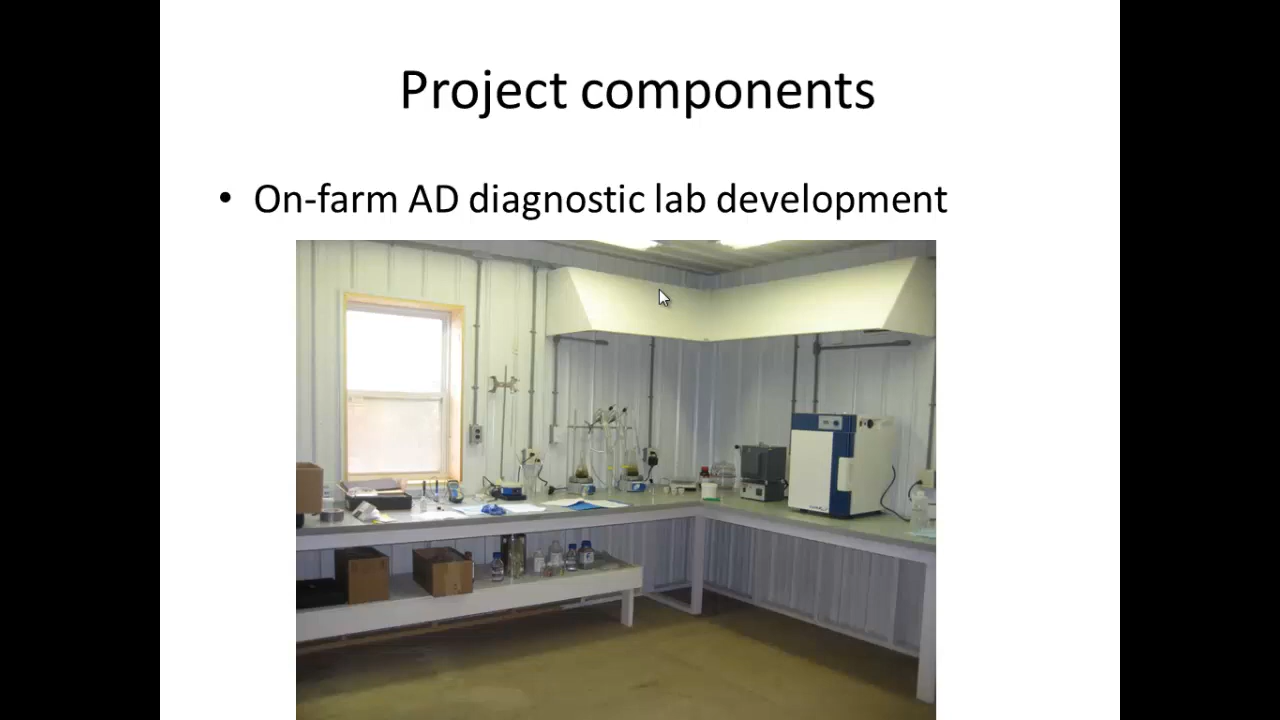 Project components
• On-farm AD diagnostic lab development